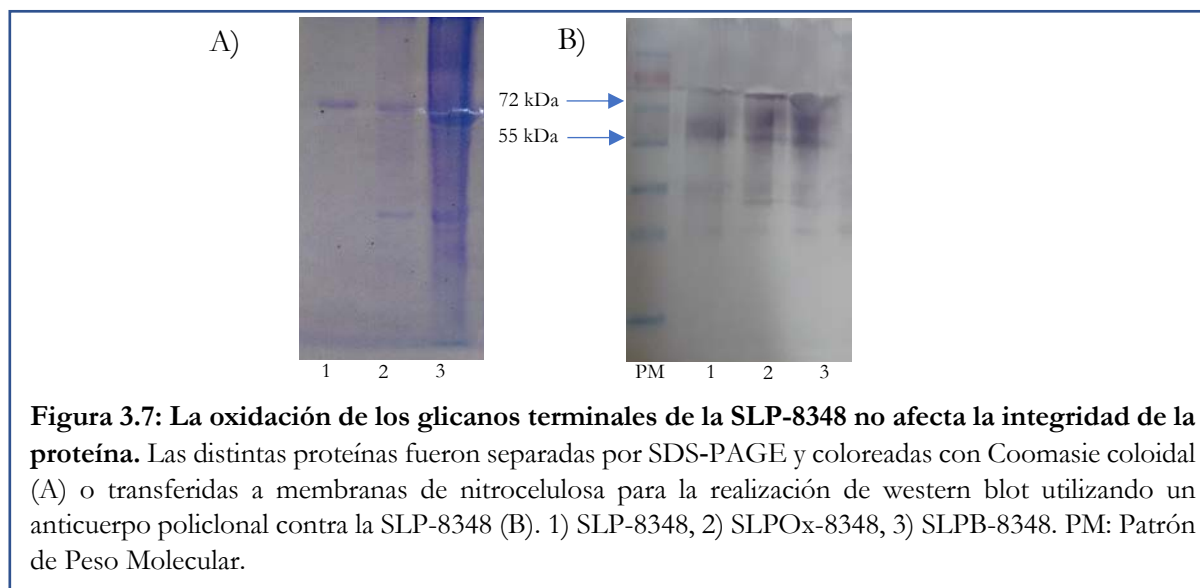 A)
B)
72 kDa
55 kDa
1 2 3
PM 1 2 3
Figura 3.7: La oxidación de los glicanos terminales de la SLP-8348 no afecta la integridad de la
proteína. Las distintas proteínas fueron separadas por SDS-PAGE y coloreadas con Coomasie coloidal
(A) o transferidas a membranas de nitrocelulosa para la realización de western blot utilizando un
anticuerpo policlonal contra la SLP-8348 (B). 1) SLP-8348, 2) SLPOx-8348, 3) SLPB-8348. PM: Patrón
de Peso Molecular.